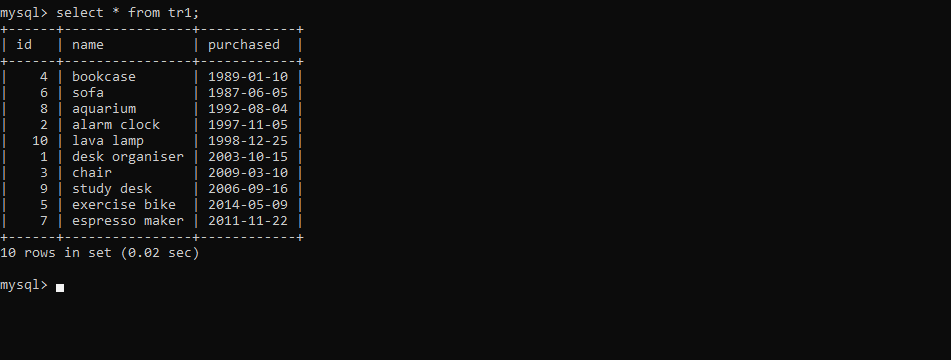 mysql> select * from tr1;
+------+----------------+------------+
| id   | name           | purchased  |
+------+----------------+------------+
|    4 | bookcase       | 1989-01-10 |
|    6 | sofa           | 1987-06-05 |
|    8 | aquarium       | 1992-08-04 |
|    2 | alarm clock    | 1997-11-05 |
|   10 | lava lamp      | 1998-12-25 |
|    1 | desk organiser | 2003-10-15 |
|    3 | chair          | 2009-03-10 |
|    9 | study desk     | 2006-09-16 |
|    5 | exercise bike  | 2014-05-09 |
|    7 | espresso maker | 2011-11-22 |
+------+----------------+------------+
10 rows in set (0.02 sec)
mysql>